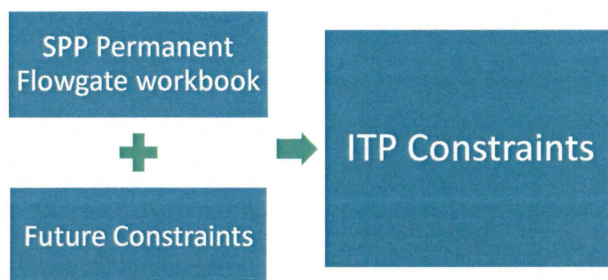 SPP Permanent
Flowgate workbook
ITP Constraints
Future Constraints